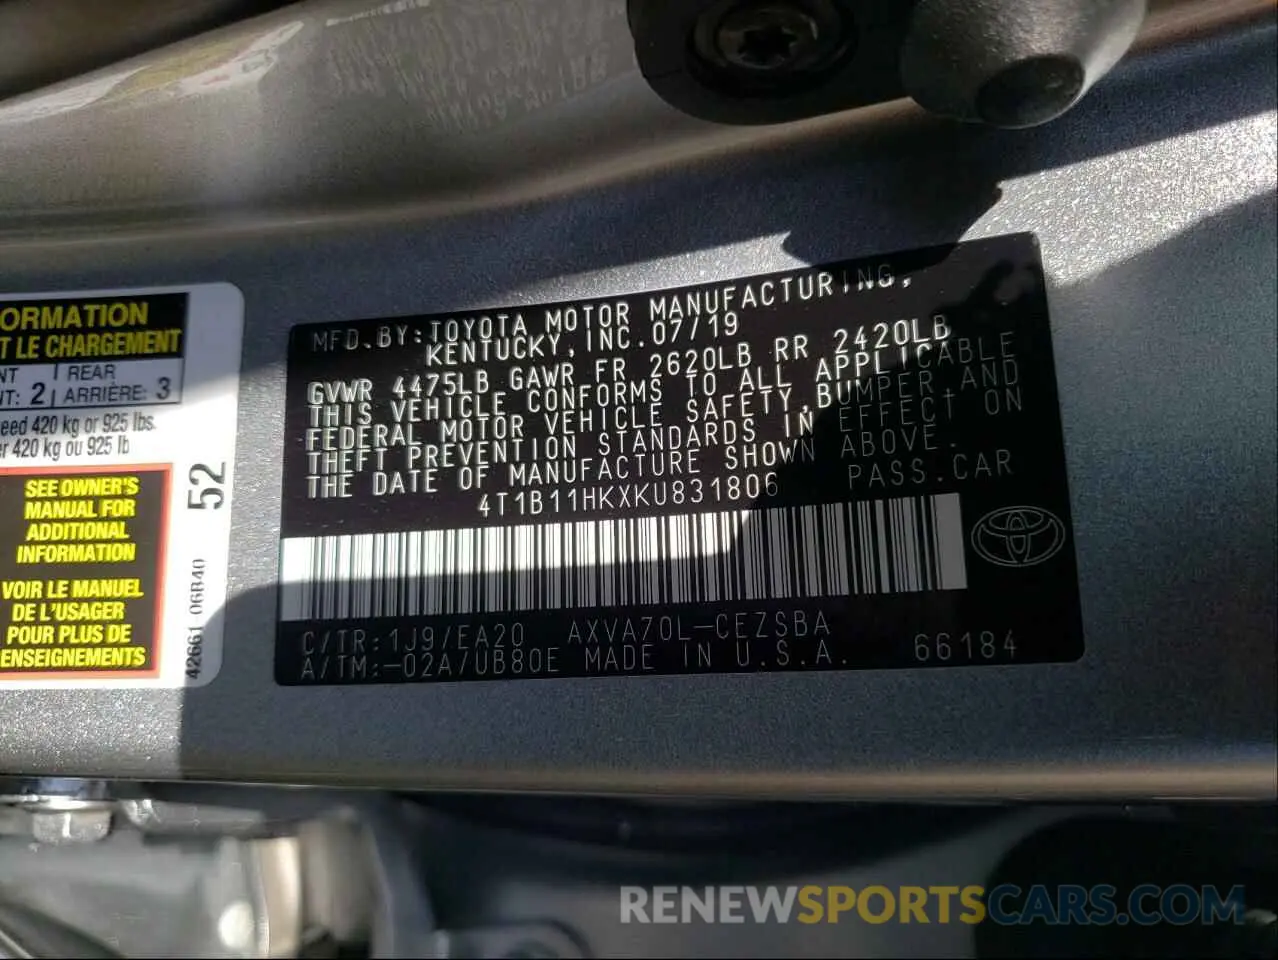 ORMATION
T LE CHARGEMENT
NT REAR
NT: 2 ARRIÈRE: 3
eed 420 kg or 925 lbs.
er 420 kg ou 925 lb
SEE OWNER'S
MANUAL FOR
ADDITIONAL
INFORMATION
VOIR LE MANUEL
DE L'USAGER
POUR PLUS DE
ENSEIGNEMENTS
52
42661-06B40
MFD. BY: TOYOTA MOTOR MANUFACTURING,
KENTUCKY, INC. 07/19
GVWR 4475LB GAWR FR 2620LB RR 2420LB
THIS VEHICLE CONFORMS TO ALL APPLICABLE
FEDERAL MOTOR VEHICLE SAFETY, BUMPER, AND
THEFT PREVENTION STANDARDS IN EFFECT ON
THE DATE OF MANUFACTURE SHOWN ABOVE.
4T1B11HKXKU831806 PASS. CAR
C/TR: 1J9/EA20 AXVA70L-CEZSBA
A/TM: -02A/UB80E MADE IN U.S.A. 66184
RENEWSPORTSCARS.COM